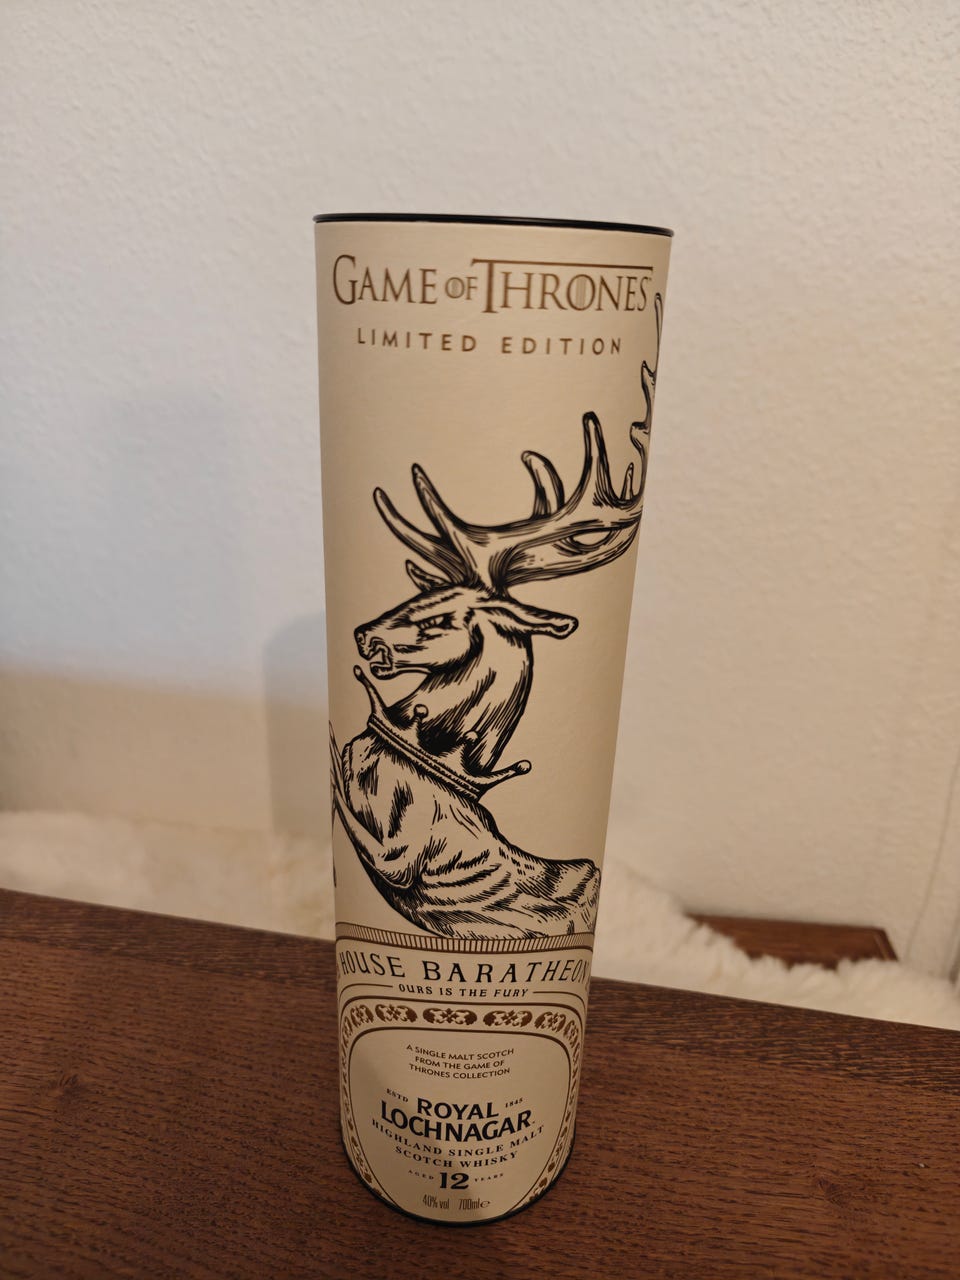 GAME OF THRONES
LIMITED EDITION
HOUSE BARATHEON
OURS IS THE FURY
A SINGLE MALT SCOTCH
FROM THE GAME OF
THRONES COLLECTION
ESTD ROYAL 1845
LOCHNAGAR
HIGHLAND SINGLE MALT
SCOTCH WHISKY
AGED 12 YEARS
40% vol 700ml e